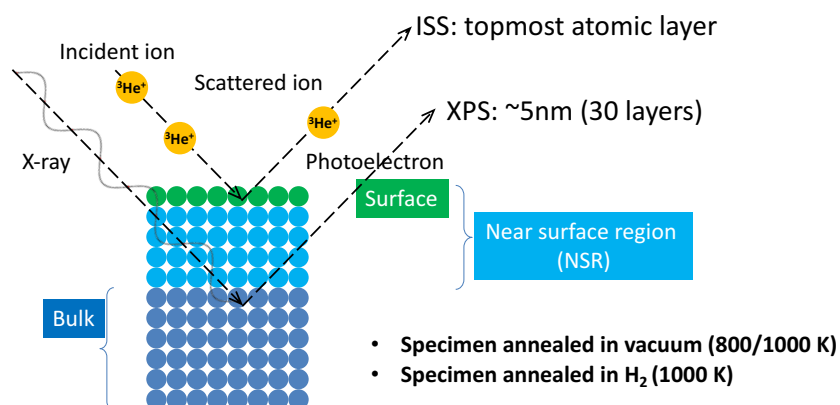 ISS: topmost atomic layer
Incident ion
³He⁺
Scattered ion
³He⁺
³He⁺
XPS: ~5nm (30 layers)
X-ray
Photoelectron
Surface
Near surface region
(NSR)
Bulk
• Specimen annealed in vacuum (800/1000 K)
• Specimen annealed in H₂ (1000 K)